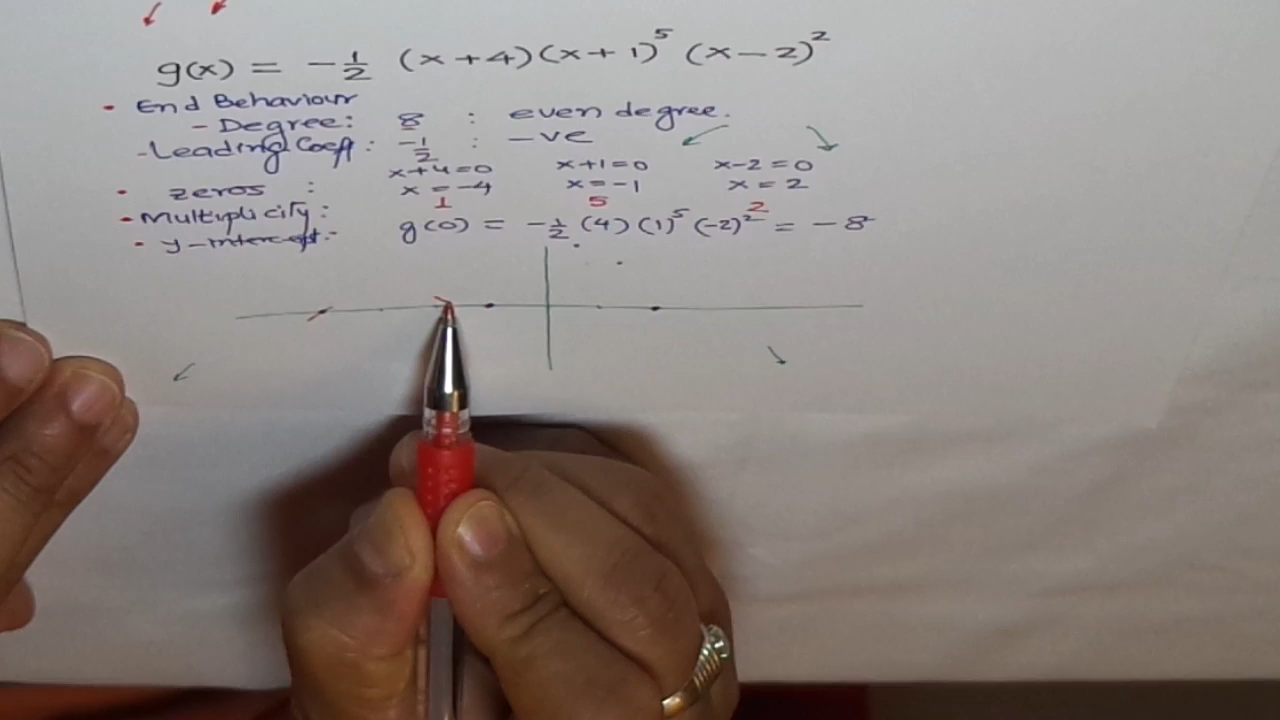 g(x) = -1/2 (x+4)(x+1)^5 (x-2)^2
• End Behaviour
- Degree: 8 : even degree.
- Leading Coeff : -1/2 : -ve
x+4=0 x+1=0 x-2=0
• zeros : x=-4 x=-1 x=2
• Multiplicity: 1 5 2
• y-intercept:- g(0) = -1/2 (4)(1)^5 (-2)^2 = -8